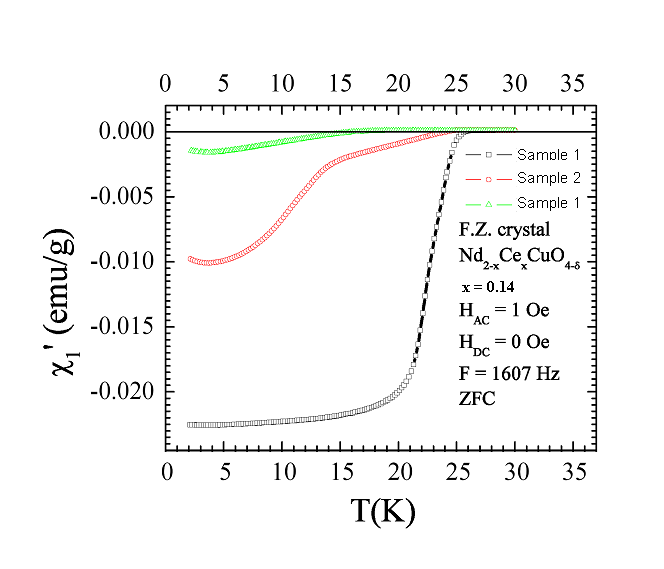 0 5 10 15 20 25 30 35
0.000
-0.005
-0.010
-0.015
-0.020
χ₁' (emu/g)
Sample 1
Sample 2
Sample 1
F.Z. crystal
Nd₂₋ₓCeₓCuO₄₋δ
x = 0.14
H_AC = 1 Oe
H_DC = 0 Oe
F = 1607 Hz
ZFC
0 5 10 15 20 25 30 35
T(K)